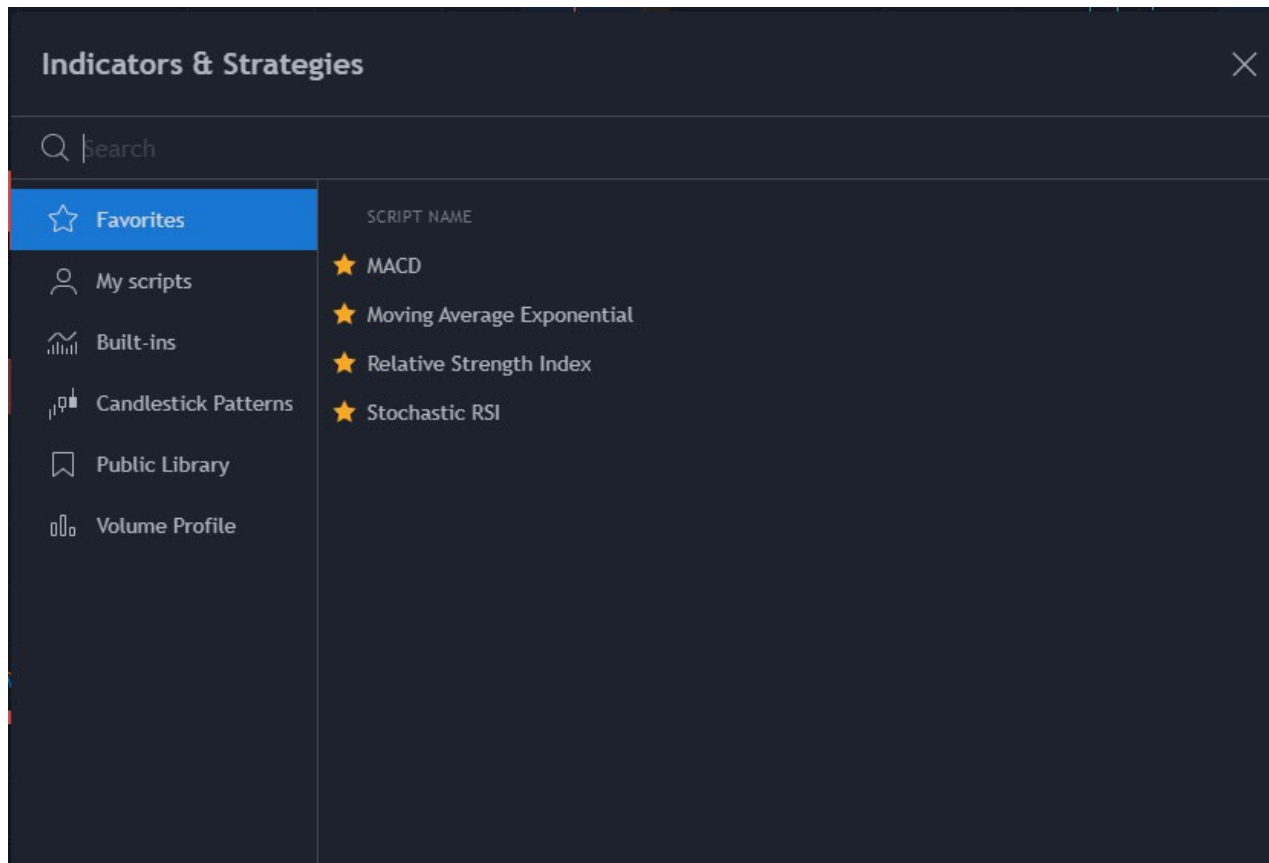 Indicators & Strategies
Search
Favorites
My scripts
Built-ins
Candlestick Patterns
Public Library
Volume Profile
SCRIPT NAME
MACD
Moving Average Exponential
Relative Strength Index
Stochastic RSI